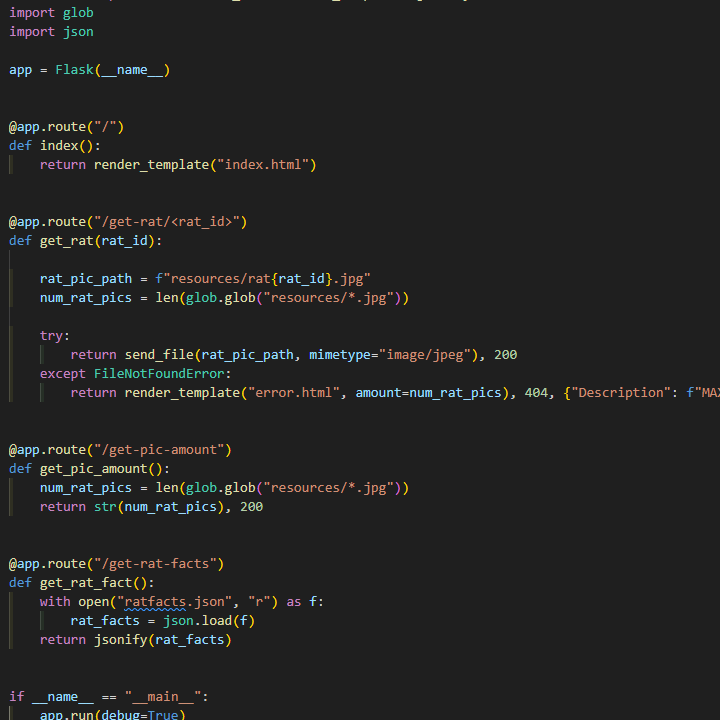 import glob
import json
app = Flask(__name__)
@app.route("/")
def index():
    return render_template("index.html")
@app.route("/get-rat/<rat_id>")
def get_rat(rat_id):
    rat_pic_path = f"resources/rat{rat_id}.jpg"
    num_rat_pics = len(glob.glob("resources/*.jpg"))
    try:
        return send_file(rat_pic_path, mimetype="image/jpeg"), 200
    except FileNotFoundError:
        return render_template("error.html", amount=num_rat_pics), 404, {"Description": f"MAX
@app.route("/get-pic-amount")
def get_pic_amount():
    num_rat_pics = len(glob.glob("resources/*.jpg"))
    return str(num_rat_pics), 200
@app.route("/get-rat-facts")
def get_rat_fact():
    with open("ratfacts.json", "r") as f:
        rat_facts = json.load(f)
    return jsonify(rat_facts)
if __name__ == "__main__":
    app.run(debug=True)